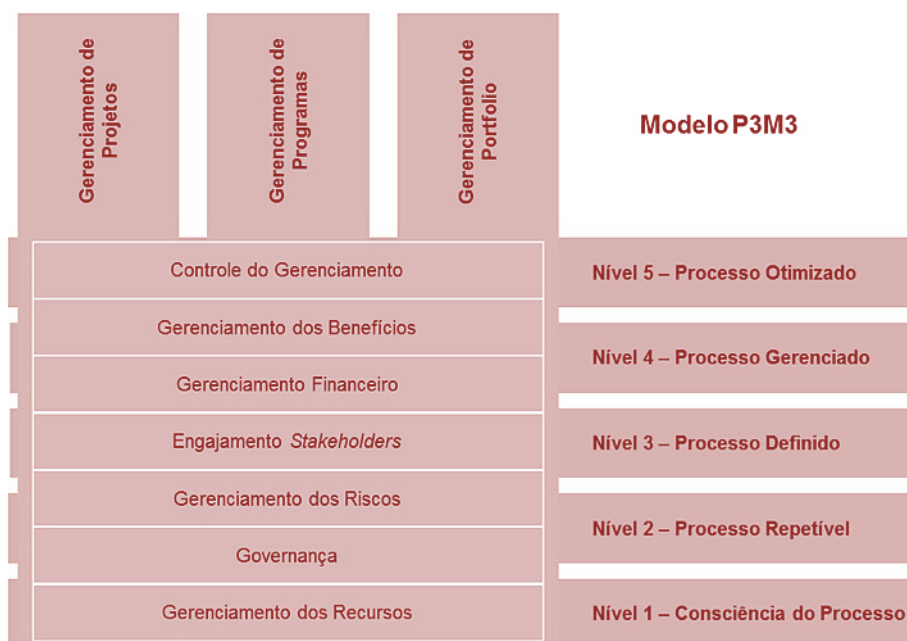 Gerenciamento de
Projetos
Gerenciamento de
Programas
Gerenciamento de
Portfolio
Modelo P3M3
Controle do Gerenciamento
Gerenciamento dos Benefícios
Gerenciamento Financeiro
Engajamento Stakeholders
Gerenciamento dos Riscos
Governança
Gerenciamento dos Recursos
Nível 5 – Processo Otimizado
Nível 4 – Processo Gerenciado
Nível 3 – Processo Definido
Nível 2 – Processo Repetível
Nível 1 – Consciência do Processo